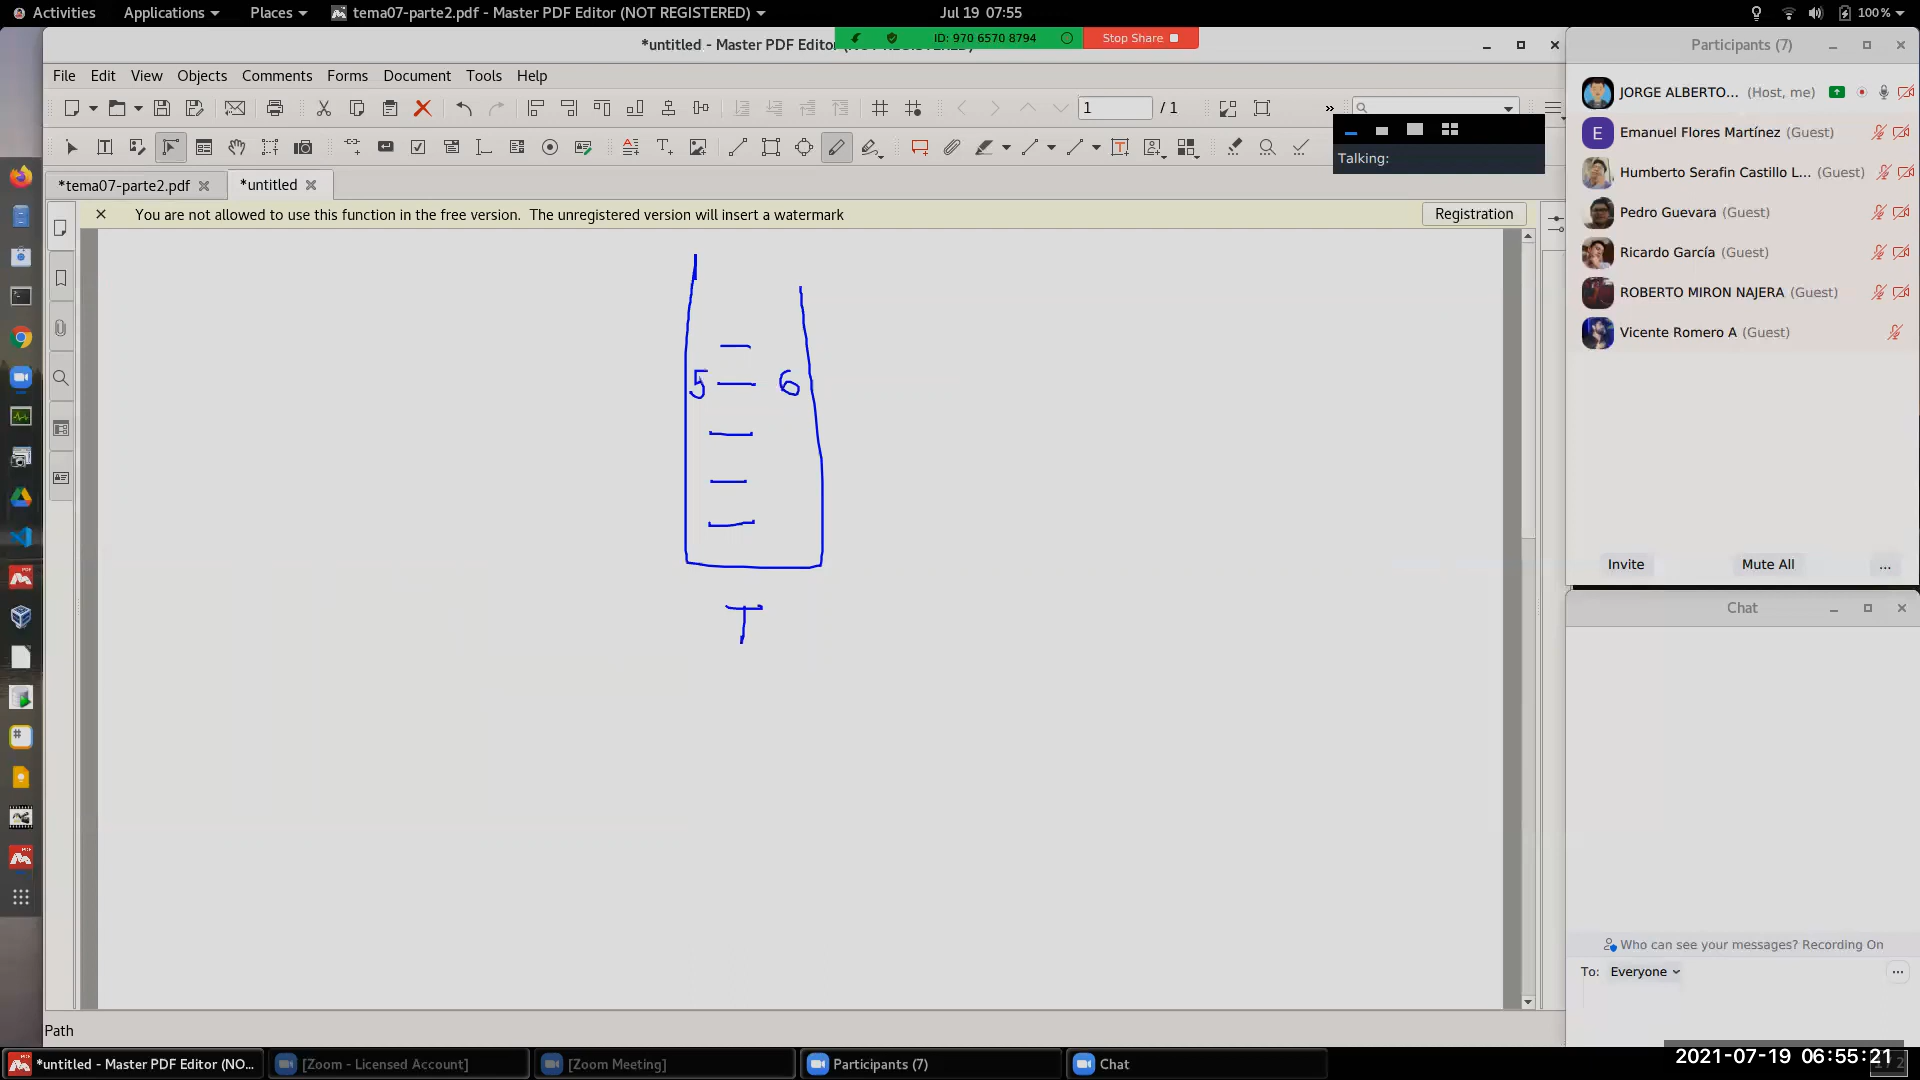 Activities Applications Places tema07-parte2.pdf - Master PDF Editor (NOT REGISTERED) Jul 19 07:55 100%
*untitled - Master PDF Editor
ID: 970 6570 8794 Stop Share
File Edit View Objects Comments Forms Document Tools Help
1 / 1
Talking:
*tema07-parte2.pdf *untitled
You are not allowed to use this function in the free version. The unregistered version will insert a watermark Registration
5 6
T
Path
Participants (7)
JORGE ALBERTO... (Host, me)
E Emanuel Flores Martínez (Guest)
Humberto Serafin Castillo L... (Guest)
Pedro Guevara (Guest)
Ricardo García (Guest)
ROBERTO MIRON NAJERA (Guest)
Vicente Romero A (Guest)
Invite Mute All ...
Chat
Who can see your messages? Recording On
To: Everyone
*untitled - Master PDF Editor (NO... [Zoom - Licensed Account] [Zoom Meeting] Participants (7) Chat
2021-07-19 06:55:21